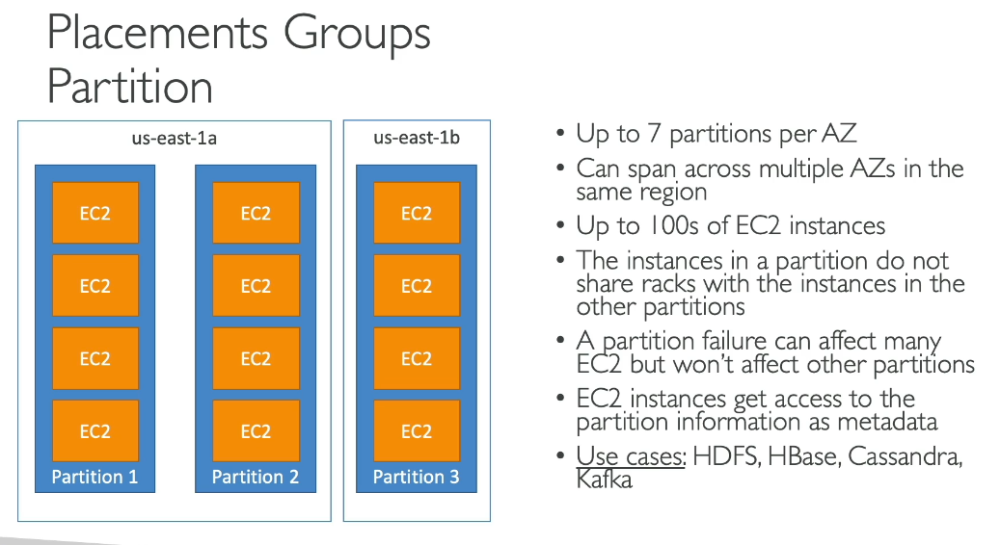 Placements Groups
Partition
us-east-1a
EC2
EC2
EC2
EC2
Partition 1
EC2
EC2
EC2
EC2
Partition 2
us-east-1b
EC2
EC2
EC2
EC2
Partition 3
• Up to 7 partitions per AZ
• Can span across multiple AZs in the
same region
• Up to 100s of EC2 instances
• The instances in a partition do not
share racks with the instances in the
other partitions
• A partition failure can affect many
EC2 but won't affect other partitions
• EC2 instances get access to the
partition information as metadata
• Use cases: HDFS, HBase, Cassandra,
Kafka